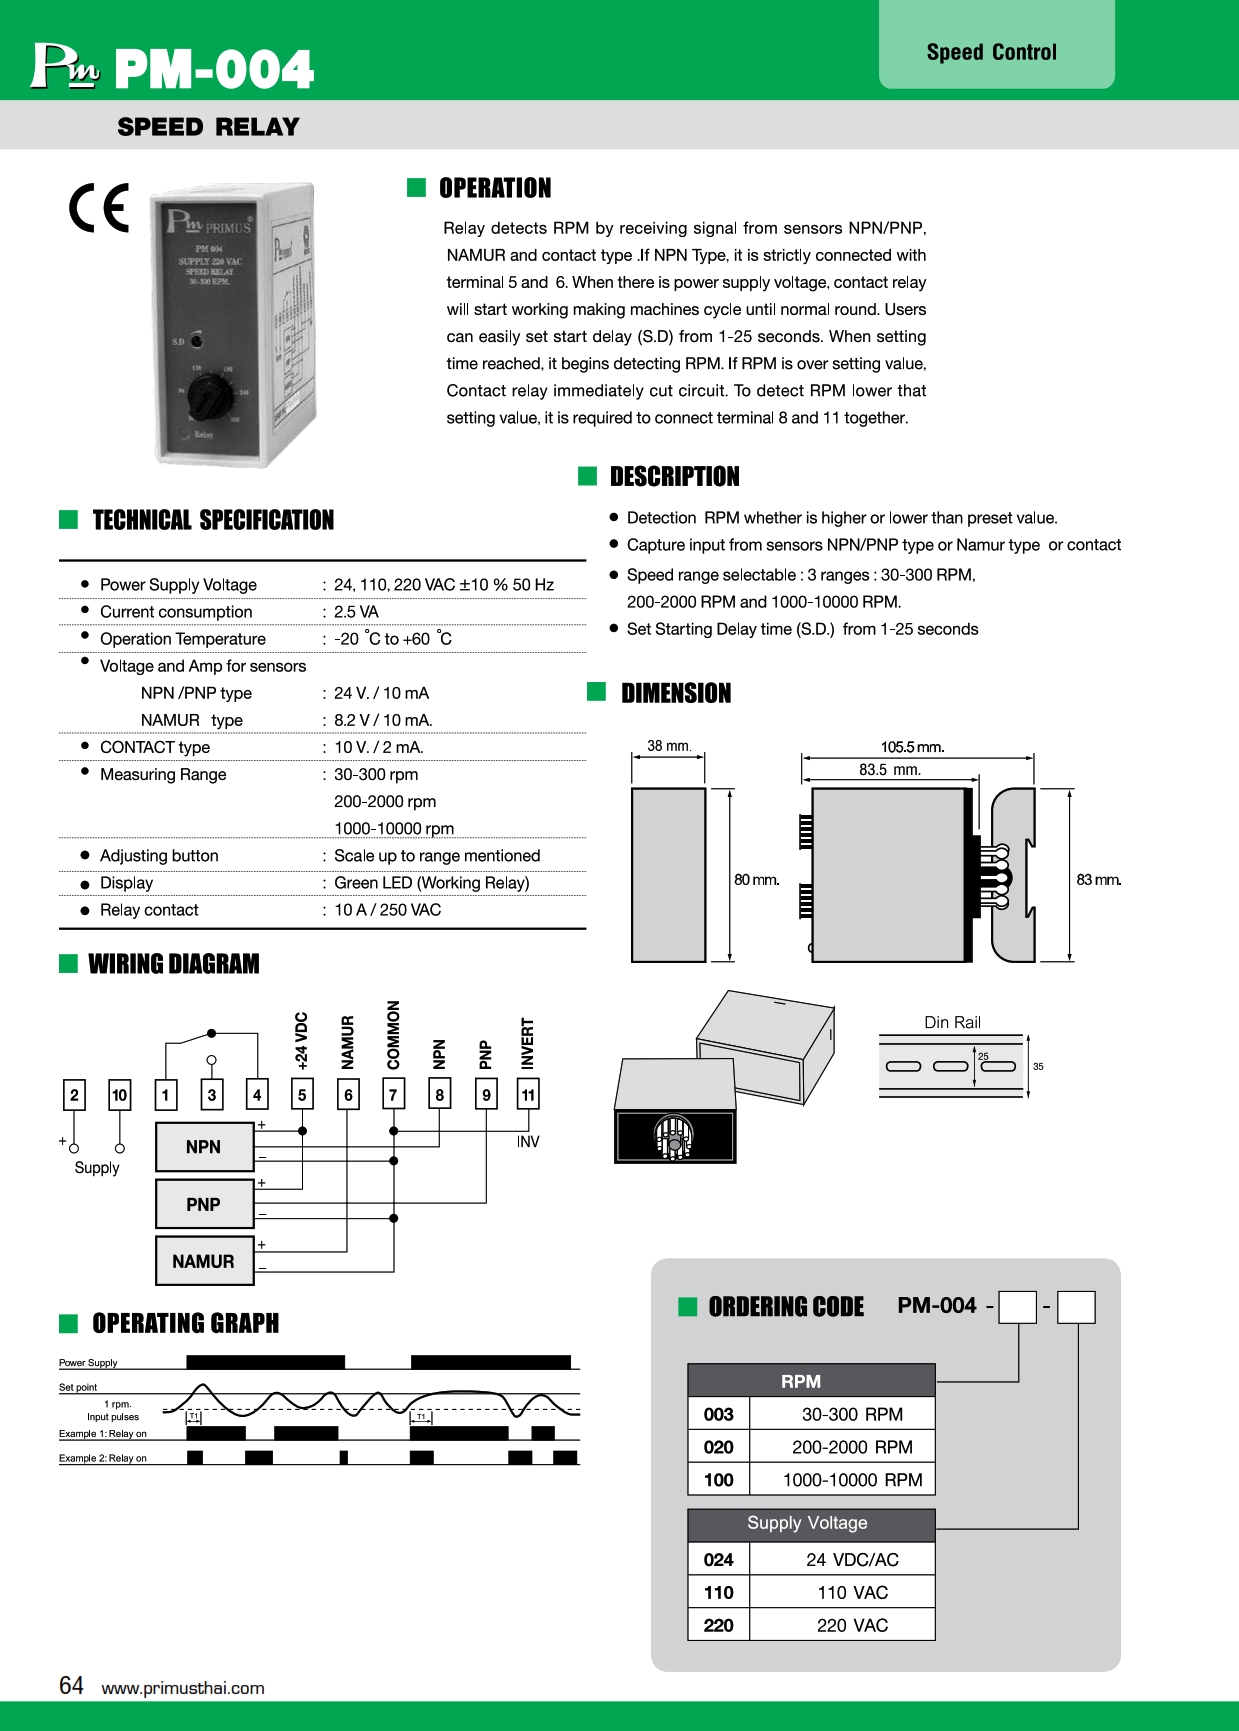 Pm PM-004
Speed Control
SPEED RELAY
CE
Pm PRIMUS®
PM 004
SUPPLY 220 VAC
SPEED RELAY
30-300 RPM.
S.D
Relay
OPERATION
Relay detects RPM by receiving signal from sensors NPN/PNP,
NAMUR and contact type .If NPN Type, it is strictly connected with
terminal 5 and 6. When there is power supply voltage, contact relay
will start working making machines cycle until normal round. Users
can easily set start delay (S.D) from 1-25 seconds. When setting
time reached, it begins detecting RPM. If RPM is over setting value,
Contact relay immediately cut circuit. To detect RPM lower that
setting value, it is required to connect terminal 8 and 11 together.
DESCRIPTION
● Detection RPM whether is higher or lower than preset value.
● Capture input from sensors NPN/PNP type or Namur type or contact
● Speed range selectable : 3 ranges : 30-300 RPM,
200-2000 RPM and 1000-10000 RPM.
● Set Starting Delay time (S.D.) from 1-25 seconds
TECHNICAL SPECIFICATION
● Power Supply Voltage : 24, 110, 220 VAC ±10 % 50 Hz
● Current consumption : 2.5 VA
● Operation Temperature : -20 °C to +60 °C
● Voltage and Amp for sensors
NPN /PNP type : 24 V. / 10 mA
NAMUR type : 8.2 V / 10 mA.
● CONTACT type : 10 V. / 2 mA.
● Measuring Range : 30-300 rpm
200-2000 rpm
1000-10000 rpm
● Adjusting button : Scale up to range mentioned
● Display : Green LED (Working Relay)
● Relay contact : 10 A / 250 VAC
DIMENSION
38 mm.
105.5 mm.
83.5 mm.
80 mm.
83 mm.
Din Rail
25
35
WIRING DIAGRAM
+24 VDC
NAMUR
COMMON
NPN
PNP
INVERT
2 10 1 3 4 5 6 7 8 9 11
+
Supply
NPN
+
–
INV
PNP
+
–
NAMUR
+
–
OPERATING GRAPH
Power Supply
Set point
1 rpm.
Input pulses
T1
T1
Example 1: Relay on
Example 2: Relay on
ORDERING CODE PM-004 - -
RPM
003 30-300 RPM
020 200-2000 RPM
100 1000-10000 RPM
Supply Voltage
024 24 VDC/AC
110 110 VAC
220 220 VAC
64 www.primusthai.com